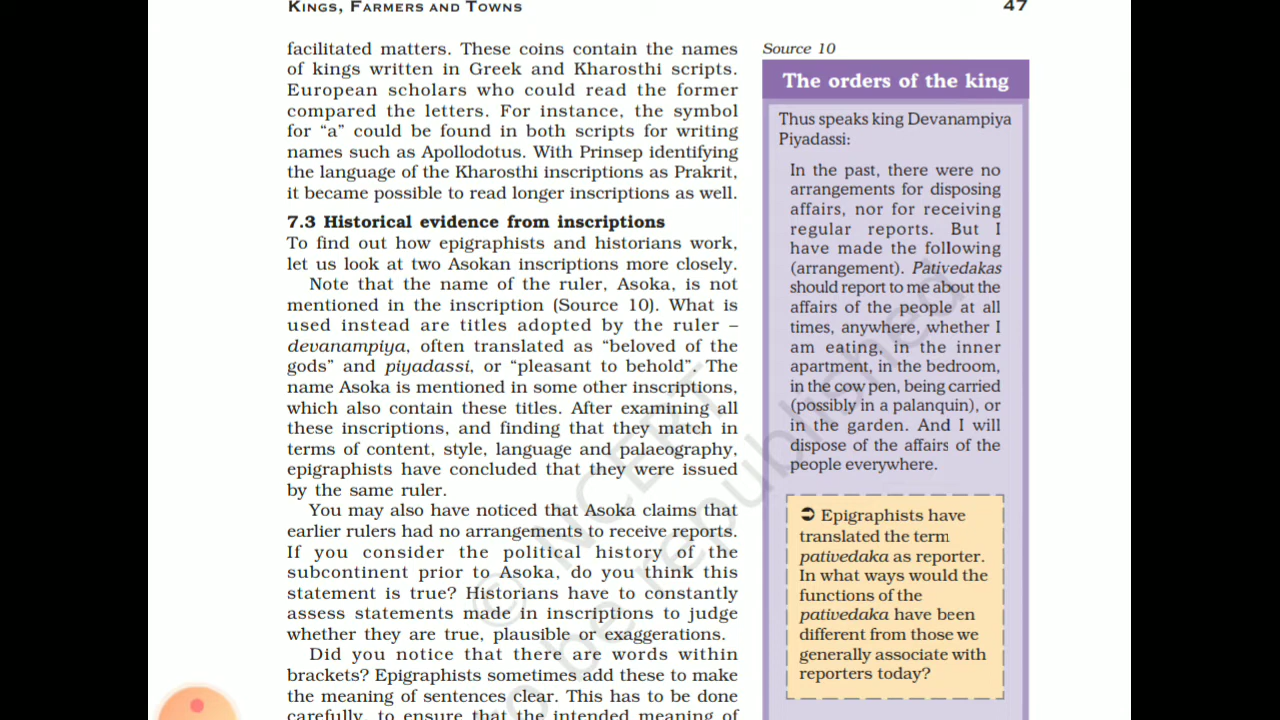 KINGS, FARMERS AND TOWNS
47
facilitated matters. These coins contain the names
of kings written in Greek and Kharosthi scripts.
European scholars who could read the former
compared the letters. For instance, the symbol
for “a” could be found in both scripts for writing
names such as Apollodotus. With Prinsep identifying
the language of the Kharosthi inscriptions as Prakrit,
it became possible to read longer inscriptions as well.
7.3 Historical evidence from inscriptions
To find out how epigraphists and historians work,
let us look at two Asokan inscriptions more closely.
Note that the name of the ruler, Asoka, is not
mentioned in the inscription (Source 10). What is
used instead are titles adopted by the ruler –
devanampiya, often translated as “beloved of the
gods” and piyadassi, or “pleasant to behold”. The
name Asoka is mentioned in some other inscriptions,
which also contain these titles. After examining all
these inscriptions, and finding that they match in
terms of content, style, language and palaeography,
epigraphists have concluded that they were issued
by the same ruler.
You may also have noticed that Asoka claims that
earlier rulers had no arrangements to receive reports.
If you consider the political history of the
subcontinent prior to Asoka, do you think this
statement is true? Historians have to constantly
assess statements made in inscriptions to judge
whether they are true, plausible or exaggerations.
Did you notice that there are words within
brackets? Epigraphists sometimes add these to make
the meaning of sentences clear. This has to be done
carefully, to ensure that the intended meaning of
Source 10
The orders of the king
Thus speaks king Devanampiya
Piyadassi:
In the past, there were no
arrangements for disposing
affairs, nor for receiving
regular reports. But I
have made the following
(arrangement). Pativedakas
should report to me about the
affairs of the people at all
times, anywhere, whether I
am eating, in the inner
apartment, in the bedroom,
in the cow pen, being carried
(possibly in a palanquin), or
in the garden. And I will
dispose of the affairs of the
people everywhere.
➲ Epigraphists have
translated the term
pativedaka as reporter.
In what ways would the
functions of the
pativedaka have been
different from those we
generally associate with
reporters today?
© NCERT
to be republished